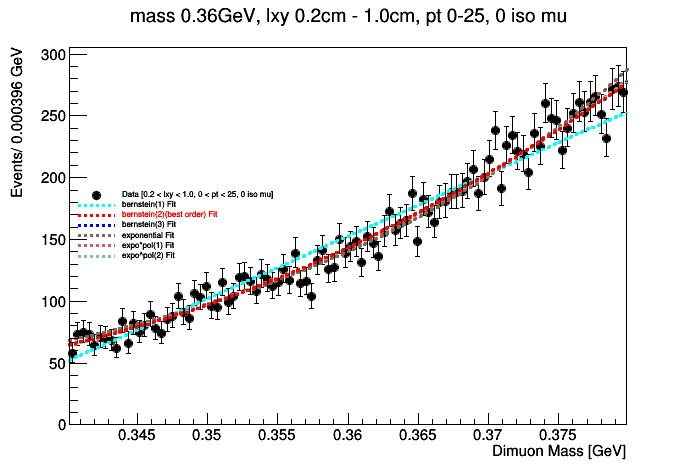 mass 0.36GeV, lxy 0.2cm - 1.0cm, pt 0-25, 0 iso mu
Events/ 0.000396 GeV
300
250
200
150
100
50
0
Data [0.2 < lxy < 1.0, 0 < pt < 25, 0 iso mu]
bernstein(1) Fit
bernstein(2)(best order) Fit
bernstein(3) Fit
exponential Fit
expo*pol(1) Fit
expo*pol(2) Fit
0.345 0.35 0.355 0.36 0.365 0.37 0.375
Dimuon Mass [GeV]